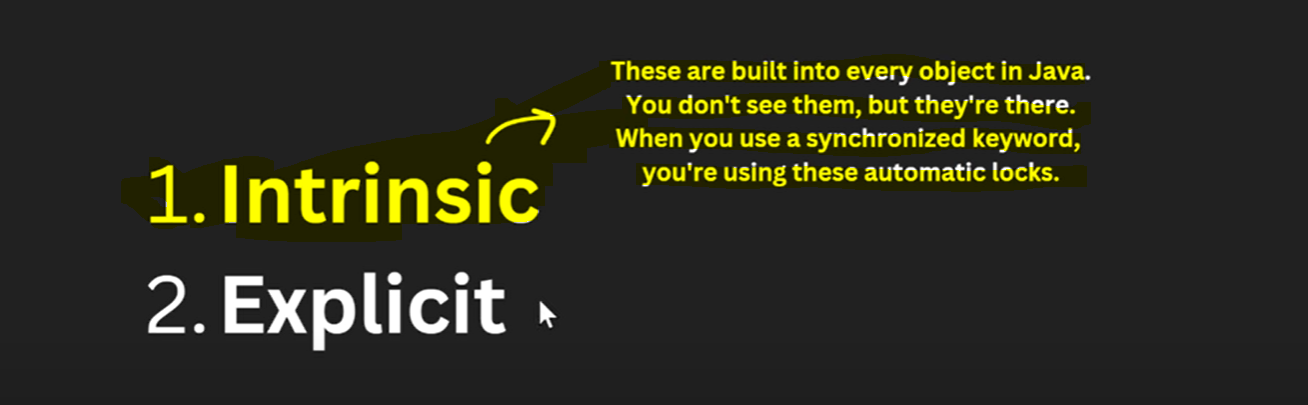 These are built into every object in Java.
You don't see them, but they're there.
When you use a synchronized keyword,
you're using these automatic locks.
1. Intrinsic
2. Explicit